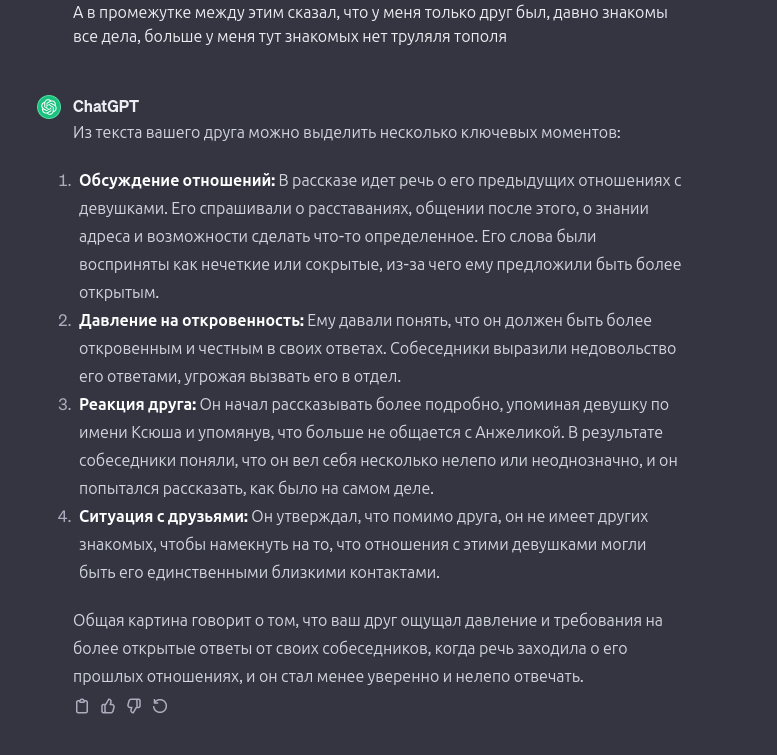 А в промежутке между этим сказал, что у меня только друг был, давно знакомы
все дела, больше у меня тут знакомых нет труляля тополя
ChatGPT
Из текста вашего друга можно выделить несколько ключевых моментов:
1. Обсуждение отношений: В рассказе идет речь о его предыдущих отношениях с
девушками. Его спрашивали о расставаниях, общении после этого, о знании
адреса и возможности сделать что-то определенное. Его слова были
восприняты как нечеткие или сокрытые, из-за чего ему предложили быть более
открытым.
2. Давление на откровенность: Ему давали понять, что он должен быть более
откровенным и честным в своих ответах. Собеседники выразили недовольство
его ответами, угрожая вызвать его в отдел.
3. Реакция друга: Он начал рассказывать более подробно, упоминая девушку по
имени Ксюша и упомянув, что больше не общается с Анжеликой. В результате
собеседники поняли, что он вел себя несколько нелепо или неоднозначно, и он
попытался рассказать, как было на самом деле.
4. Ситуация с друзьями: Он утверждал, что помимо друга, он не имеет других
знакомых, чтобы намекнуть на то, что отношения с этими девушками могли
быть его единственными близкими контактами.
Общая картина говорит о том, что ваш друг ощущал давление и требования на
более открытые ответы от своих собеседников, когда речь заходила о его
прошлых отношениях, и он стал менее уверенно и нелепо отвечать.